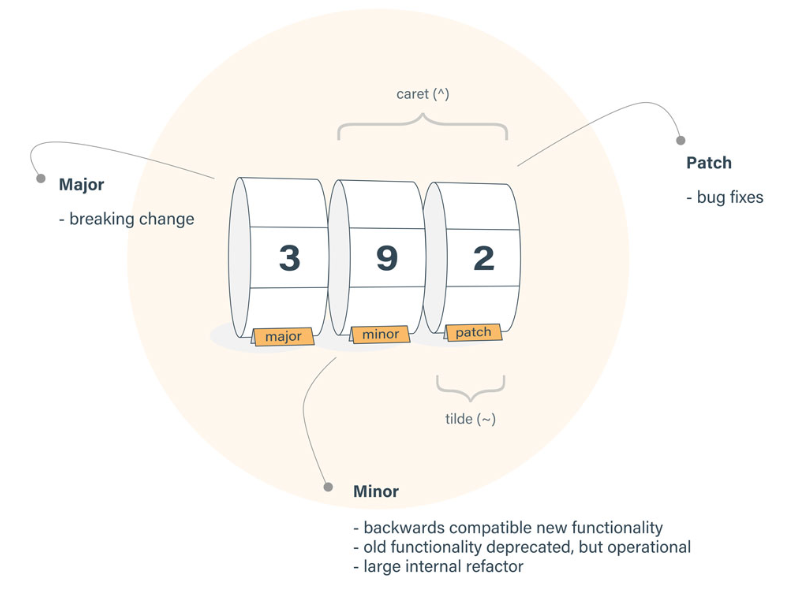 caret (^)
Major
- breaking change
Patch
- bug fixes
3 9 2
major minor patch
tilde (~)
Minor
- backwards compatible new functionality
- old functionality deprecated, but operational
- large internal refactor